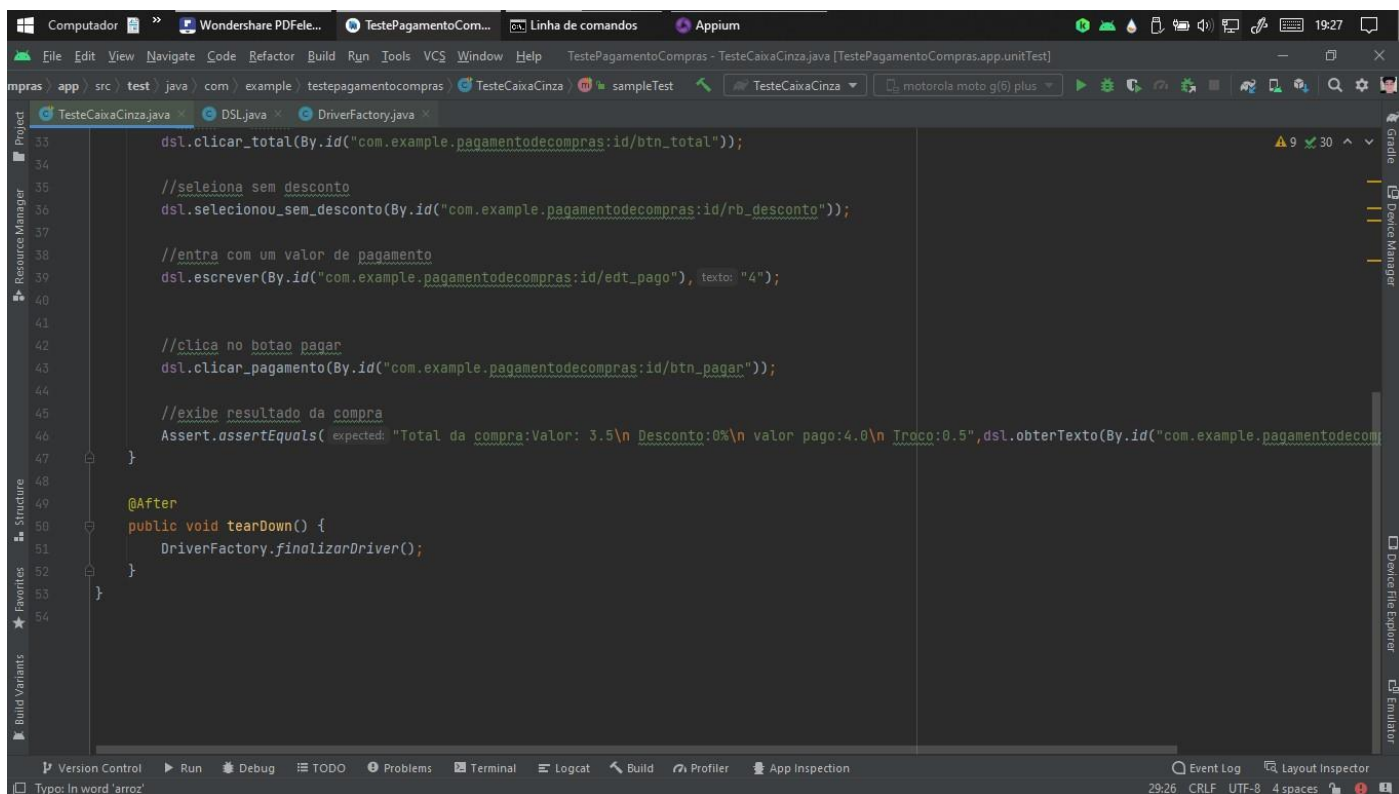 Computador » Wondershare PDFele... TestePagamentoCom... Linha de comandos Appium 19:27
File Edit View Navigate Code Refactor Build Run Tools VCS Window Help TestePagamentoCompras - TesteCaixaCinza.java [TestePagamentoCompras.app.unitTest]
mpras app src test java com example testepagamentocompras TesteCaixaCinza sampleTest TesteCaixaCinza motorola moto g(6) plus
TesteCaixaCinza.java DSL.java DriverFactory.java
Project
Resource Manager
Structure
Favorites
Build Variants
33 dsl.clicar_total(By.id("com.example.pagamentodecompras:id/btn_total")); 9 30
34
35 //seleiona sem desconto
36 dsl.selecionou_sem_desconto(By.id("com.example.pagamentodecompras:id/rb_desconto"));
37
38 //entra com um valor de pagamento
39 dsl.escrever(By.id("com.example.pagamentodecompras:id/edt_pago"), texto: "4");
40
41
42 //clica no botao pagar
43 dsl.clicar_pagamento(By.id("com.example.pagamentodecompras:id/btn_pagar"));
44
45 //exibe resultado da compra
46 Assert.assertEquals( expected: "Total da compra:Valor: 3.5\n Desconto:0%\n valor pago:4.0\n Troco:0.5",dsl.obterTexto(By.id("com.example.pagamentodecom
47 }
48
49 @After
50 public void tearDown() {
51 DriverFactory.finalizarDriver();
52 }
53 }
54
Gradle
Device Manager
Device File Explorer
Emulator
Version Control Run Debug TODO Problems Terminal Logcat Build Profiler App Inspection Event Log Layout Inspector
Typo: In word 'arroz' 29:26 CRLF UTF-8 4 spaces